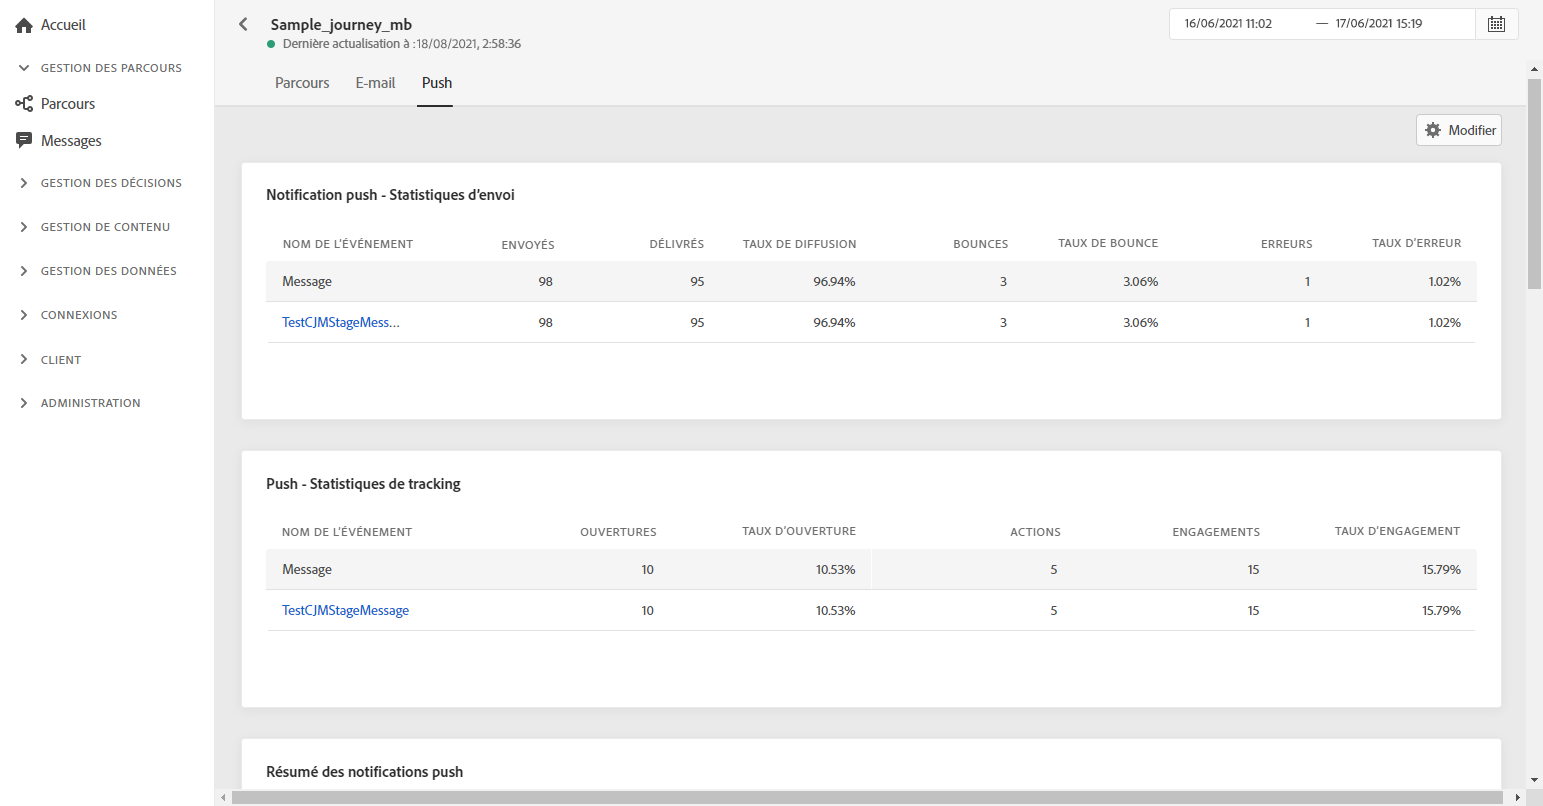 Accueil
GESTION DES PARCOURS
Parcours
Messages
GESTION DES DÉCISIONS
GESTION DE CONTENU
GESTION DES DONNÉES
CONNEXIONS
CLIENT
ADMINISTRATION
Sample_journey_mb
Dernière actualisation à :18/08/2021, 2:58:36
16/06/2021 11:02 — 17/06/2021 15:19
Parcours E-mail Push
Modifier
Notification push - Statistiques d'envoi
NOM DE L'ÉVÉNEMENT ENVOYÉS DÉLIVRÉS TAUX DE DIFFUSION BOUNCES TAUX DE BOUNCE ERREURS TAUX D'ERREUR
Message 98 95 96.94% 3 3.06% 1 1.02%
TestCJMStageMess... 98 95 96.94% 3 3.06% 1 1.02%
Push - Statistiques de tracking
NOM DE L'ÉVÉNEMENT OUVERTURES TAUX D'OUVERTURE ACTIONS ENGAGEMENTS TAUX D'ENGAGEMENT
Message 10 10.53% 5 15 15.79%
TestCJMStageMessage 10 10.53% 5 15 15.79%
Résumé des notifications push